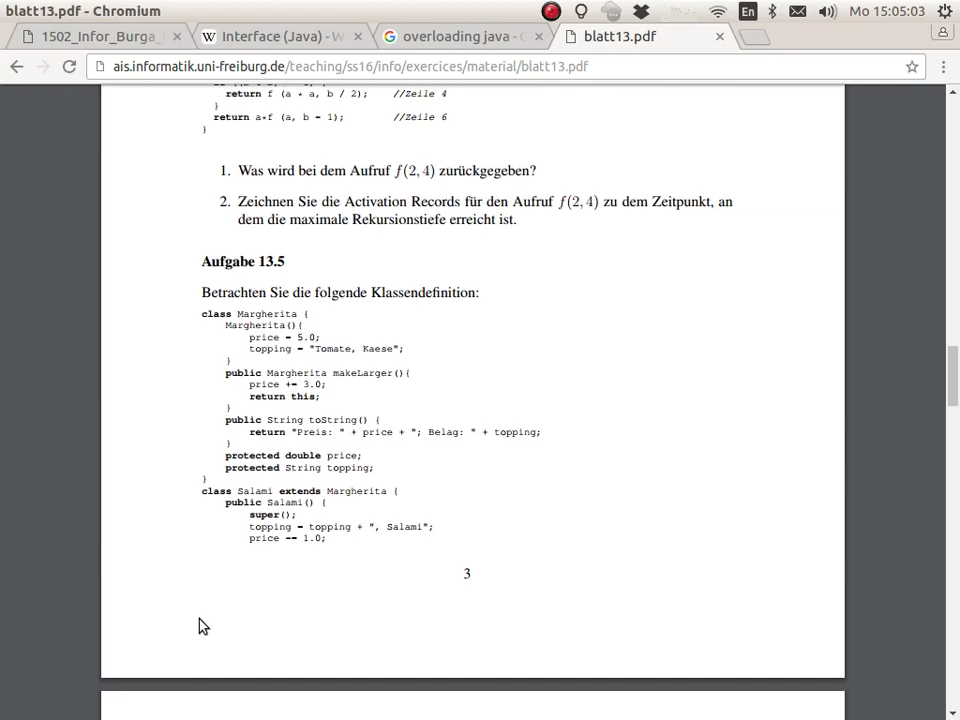 blatt13.pdf - Chromium
En
Mo 15:05:03
1502_Infor_Burga_
Interface (Java) - W
overloading java - G
blatt13.pdf
ais.informatik.uni-freiburg.de/teaching/ss16/info/exercices/material/blatt13.pdf
return f (a + a, b / 2); //Zeile 4
}
return a*f (a, b - 1); //Zeile 6
}
1. Was wird bei dem Aufruf f(2, 4) zurückgegeben?
2. Zeichnen Sie die Activation Records für den Aufruf f(2, 4) zu dem Zeitpunkt, an
dem die maximale Rekursionstiefe erreicht ist.
Aufgabe 13.5
Betrachten Sie die folgende Klassendefinition:
class Margherita {
Margherita(){
price = 5.0;
topping = "Tomate, Kaese";
}
public Margherita makeLarger(){
price += 3.0;
return this;
}
public String toString() {
return "Preis: " + price + "; Belag: " + topping;
}
protected double price;
protected String topping;
}
class Salami extends Margherita {
public Salami() {
super();
topping = topping + ", Salami";
price -= 1.0;
3